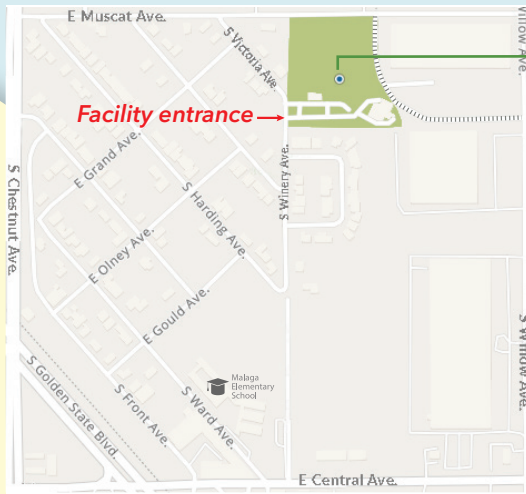 E Muscat Ave.
S Victoria Ave.
Willow Ave.
Facility entrance
E Grand Ave.
S Chestnut Ave.
S Harding Ave.
S Winery Ave.
E Olney Ave.
E Gould Ave.
S Willow Ave.
Malaga
Elementary
School
S Golden State Blvd.
S Front Ave.
S Ward Ave.
E Central Ave.